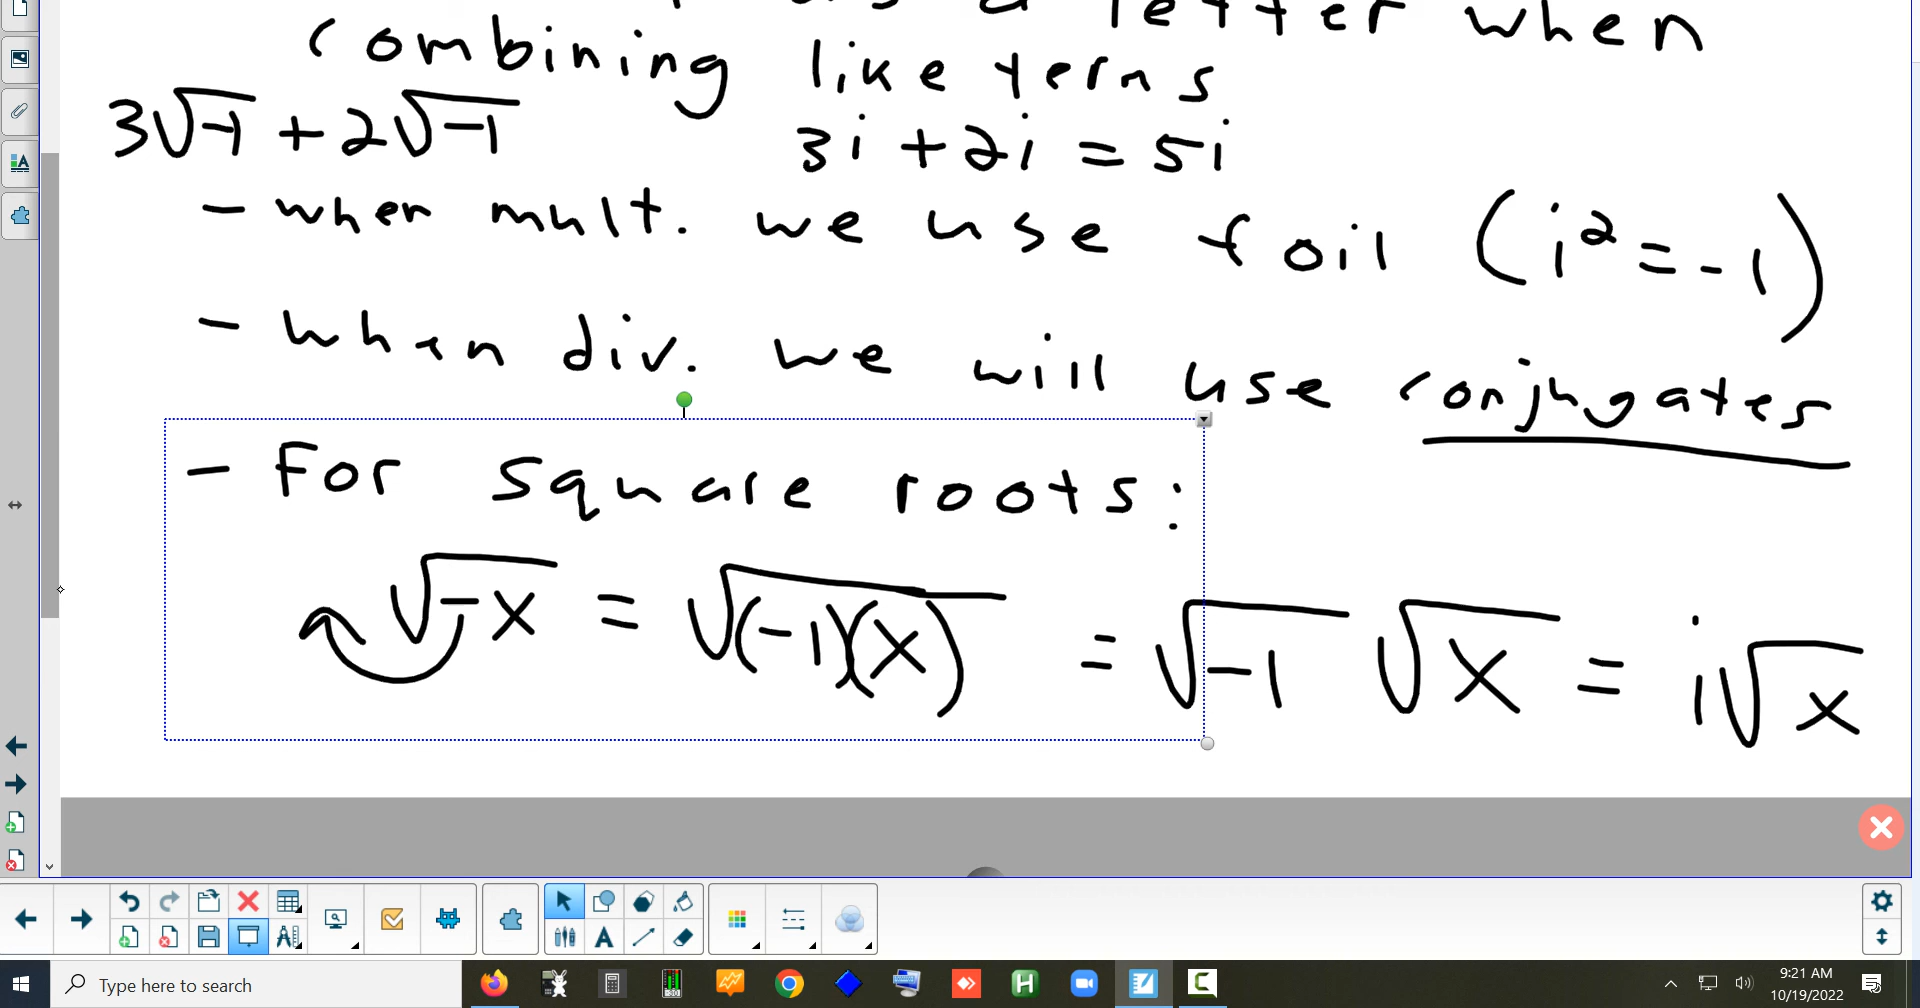 a letter when
combining like terms
3√-1 + 2√-1 3i + 2i = 5i
- when mult. we use foil (i² = -1)
- when div. we will use conjugates
- For square roots:
√-x = √(-1)(x) = √-1 √x = i√x
Type here to search
9:21 AM
10/19/2022